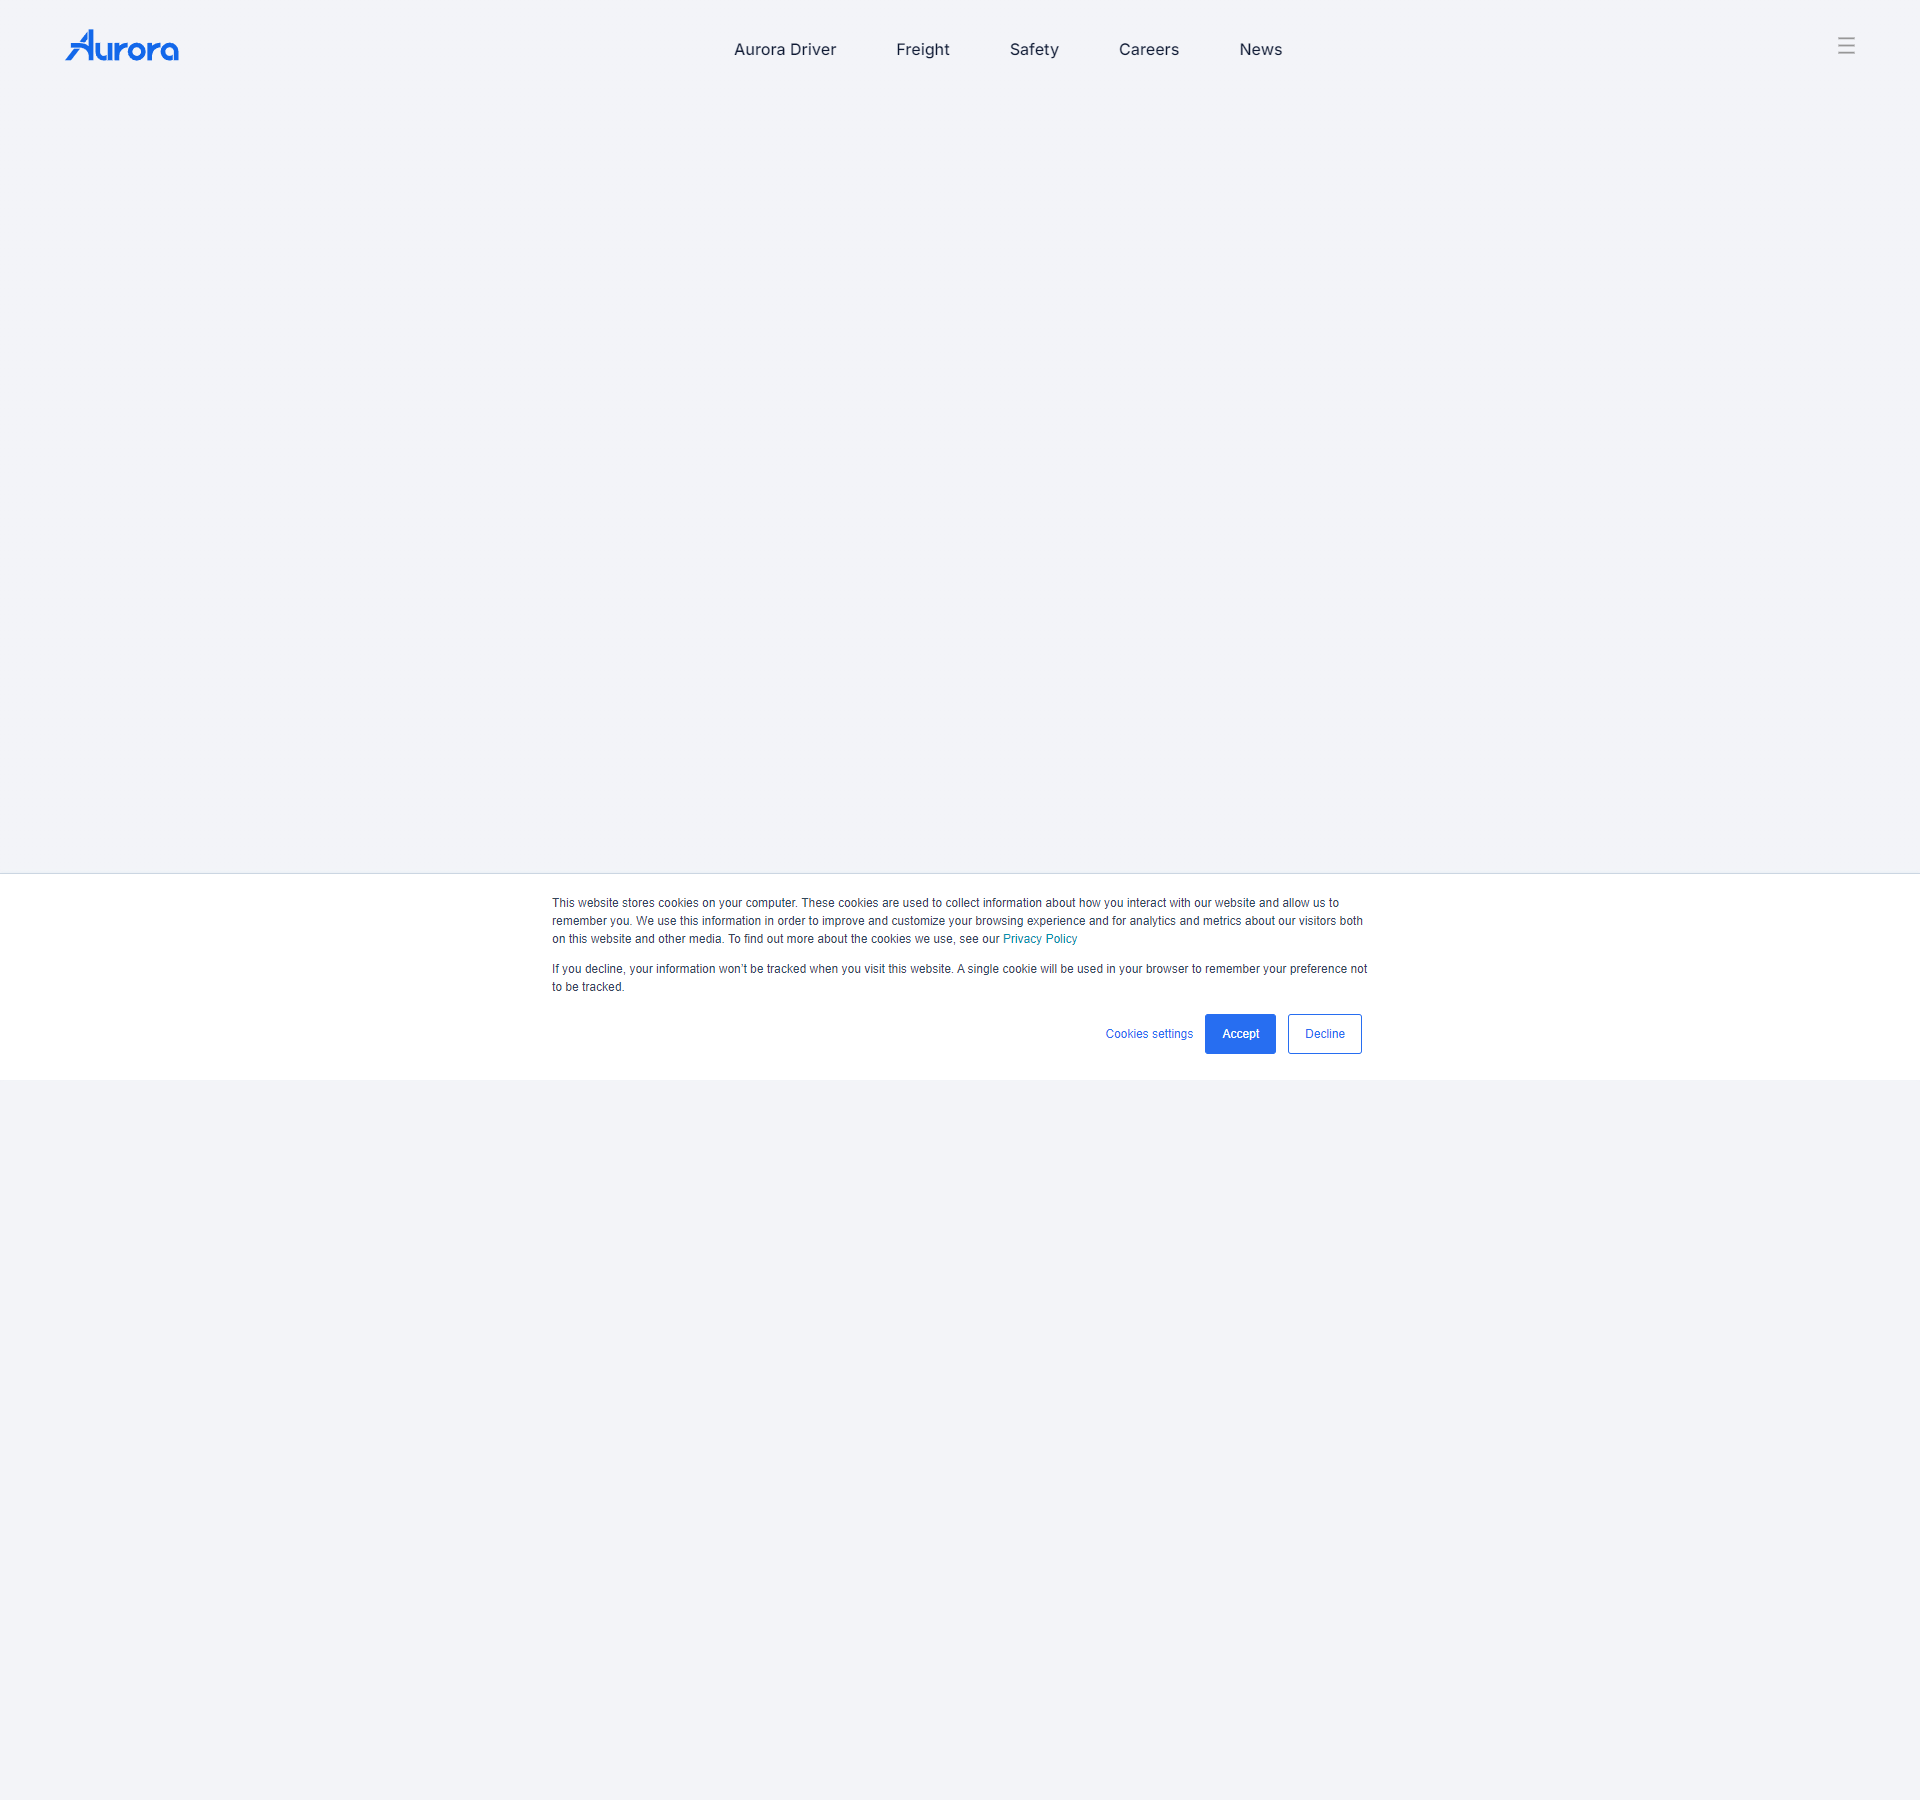 Aurora
Aurora Driver
Freight
Safety
Careers
News
This website stores cookies on your computer. These cookies are used to collect information about how you interact with our website and allow us to
remember you. We use this information in order to improve and customize your browsing experience and for analytics and metrics about our visitors both
on this website and other media. To find out more about the cookies we use, see our Privacy Policy
If you decline, your information won't be tracked when you visit this website. A single cookie will be used in your browser to remember your preference not
to be tracked.
Cookies settings
Accept
Decline